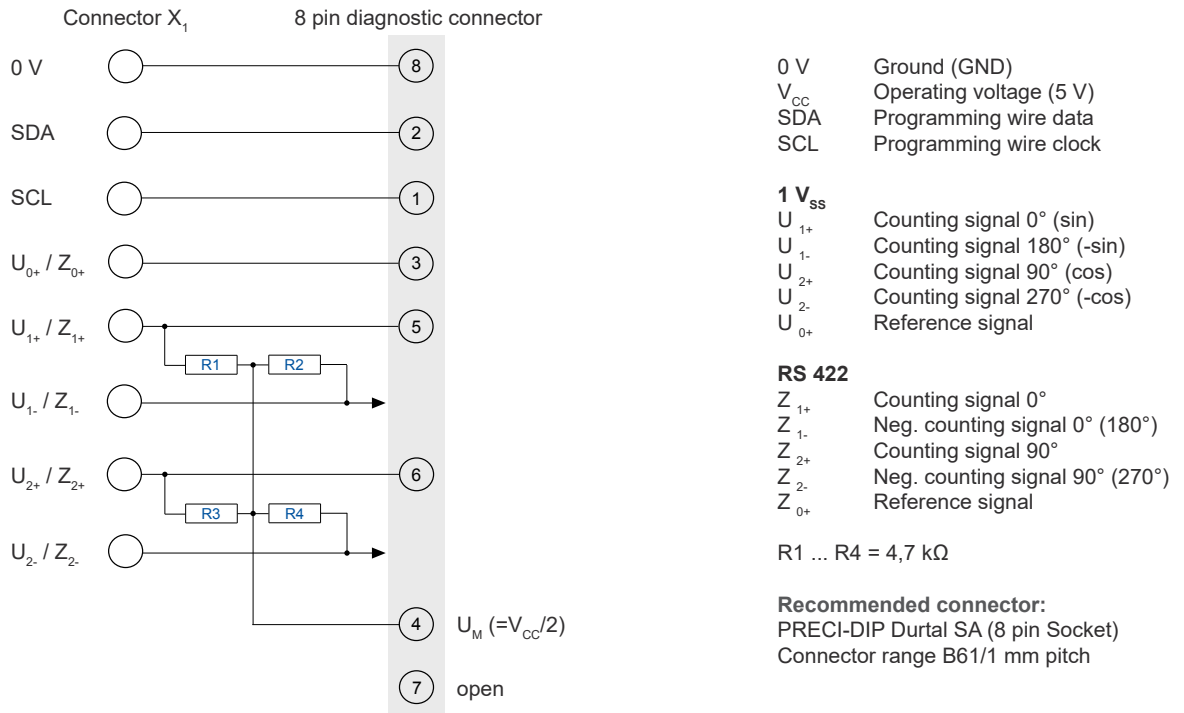 Connector X1 8 pin diagnostic connector
0 V 8
SDA 2
SCL 1
U0+ / Z0+ 3
U1+ / Z1+ 5
R1 R2
U1- / Z1-
U2+ / Z2+ 6
R3 R4
U2- / Z2-
4 UM (=VCC/2)
7 open
0 V Ground (GND)
VCC Operating voltage (5 V)
SDA Programming wire data
SCL Programming wire clock
1 VSS
U 1+ Counting signal 0° (sin)
U 1- Counting signal 180° (-sin)
U 2+ Counting signal 90° (cos)
U 2- Counting signal 270° (-cos)
U 0+ Reference signal
RS 422
Z 1+ Counting signal 0°
Z 1- Neg. counting signal 0° (180°)
Z 2+ Counting signal 90°
Z 2- Neg. counting signal 90° (270°)
Z 0+ Reference signal
R1 ... R4 = 4,7 kΩ
Recommended connector:
PRECI-DIP Durtal SA (8 pin Socket)
Connector range B61/1 mm pitch